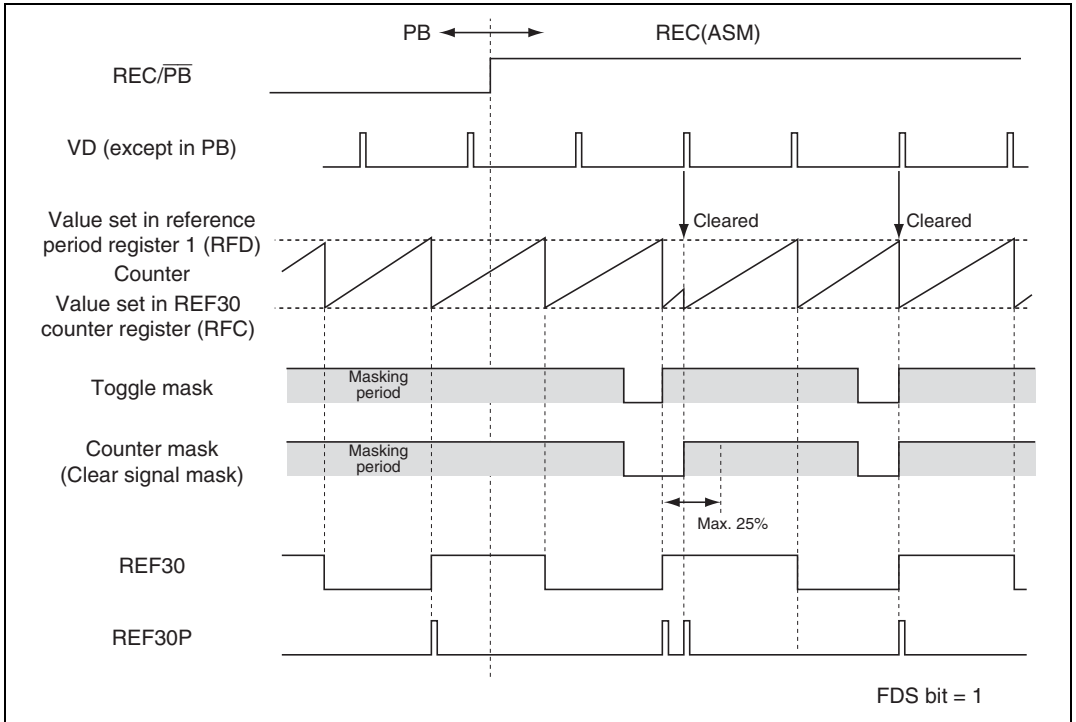 PB
REC(ASM)
REC/P̅B̅
VD (except in PB)
Cleared
Cleared
Value set in reference
period register 1 (RFD)
Counter
Value set in REF30
counter register (RFC)
Toggle mask
Masking
period
Counter mask
(Clear signal mask)
Masking
period
Max. 25%
REF30
REF30P
FDS bit = 1